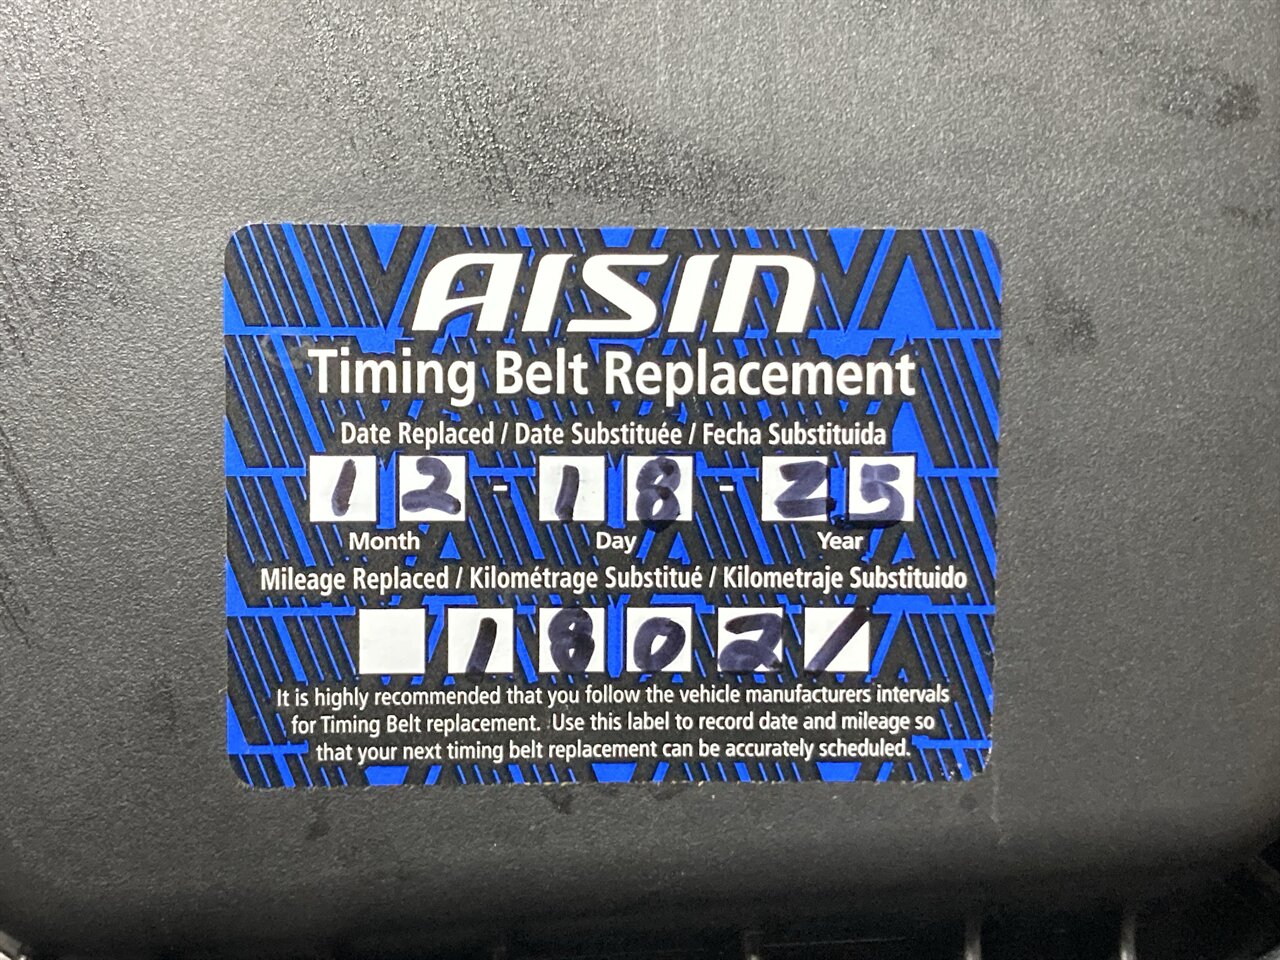 AISIN
Timing Belt Replacement
Date Replaced / Date Substituée / Fecha Substituida
12 - 18 - 25
Month Day Year
Mileage Replaced / Kilométrage Substitué / Kilometraje Substituido
18021
It is highly recommended that you follow the vehicle manufacturers intervals
for Timing Belt replacement. Use this label to record date and mileage so
that your next timing belt replacement can be accurately scheduled.